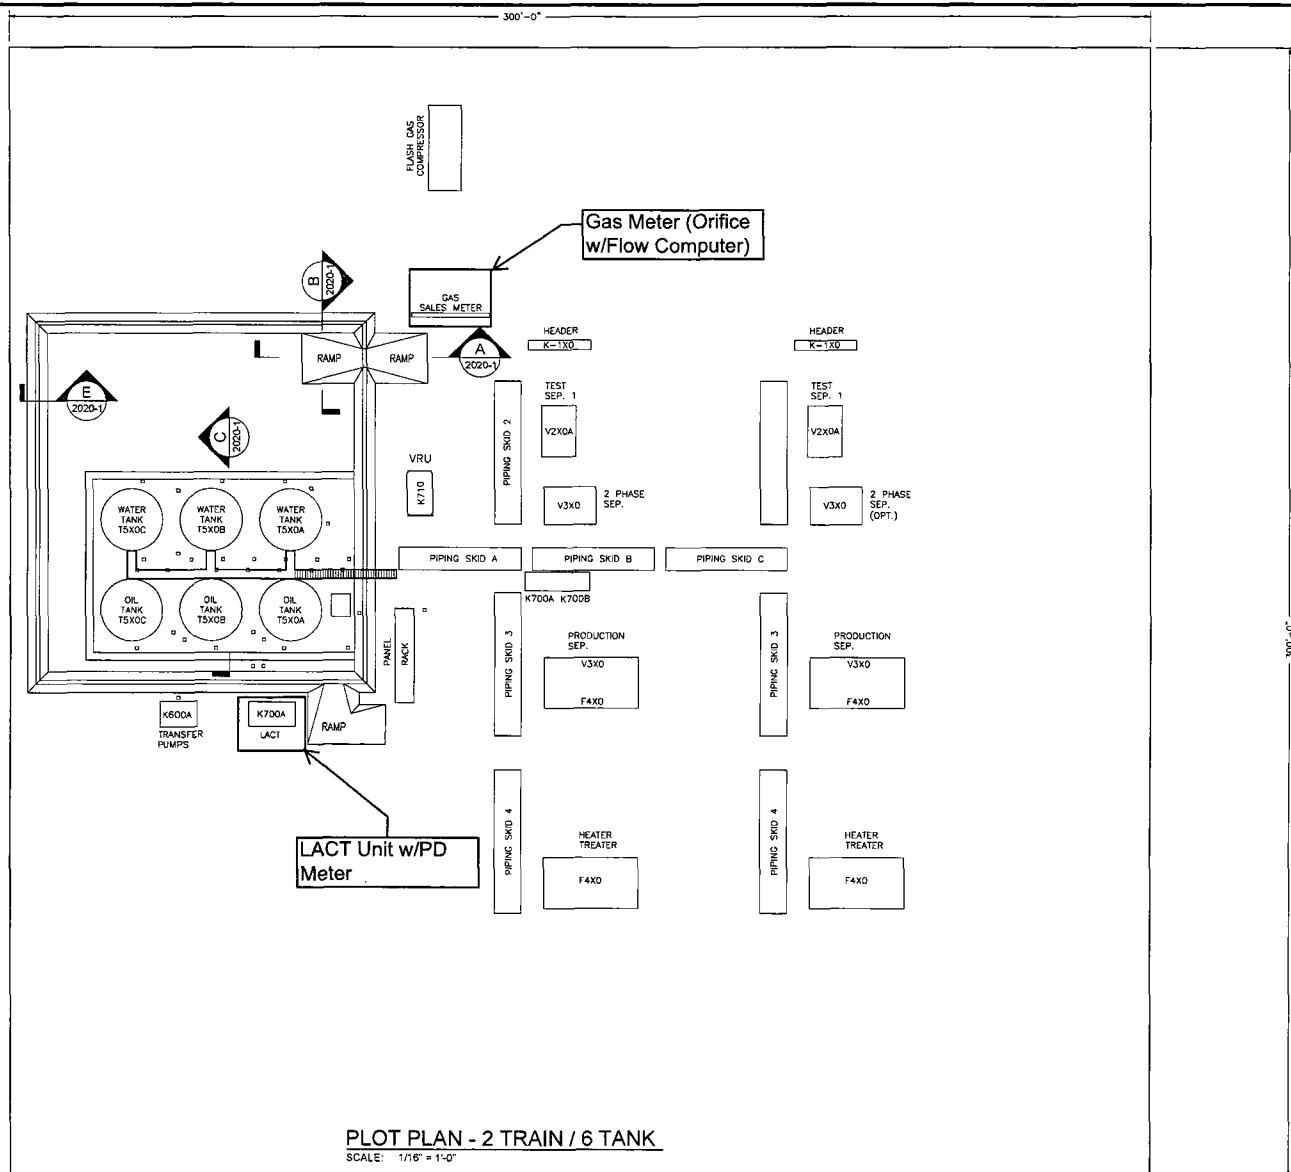 300'-0"
FLASH GAS
COMPRESSOR
Gas Meter (Orifice
w/Flow Computer)
B
2020-1
GAS
SALES METER
HEADER
K-1X0
HEADER
K-1X0
RAMP
RAMP
A
2020-1
E
2020-1
C
2020-1
TEST
SEP. 1
V2X0A
TEST
SEP. 1
V2X0A
PIPING SKID 2
VRU
K710
2 PHASE
SEP.
V3X0
2 PHASE
SEP.
(OPT.)
V3X0
WATER
TANK
T5X0C
WATER
TANK
T5X0B
WATER
TANK
T5X0A
PIPING SKID A
PIPING SKID B
PIPING SKID C
K700A K700B
OIL
TANK
T5X0C
OIL
TANK
T5X0B
OIL
TANK
T5X0A
PANEL
RACK
PIPING SKID 3
PRODUCTION
SEP.
V3X0
F4X0
PIPING SKID 3
PRODUCTION
SEP.
V3X0
F4X0
300'-0"
K600A
TRANSFER
PUMPS
K700A
LACT
RAMP
LACT Unit w/PD
Meter
PIPING SKID 4
HEATER
TREATER
F4X0
PIPING SKID 4
HEATER
TREATER
F4X0
PLOT PLAN - 2 TRAIN / 6 TANK
SCALE: 1/16" = 1'-0"